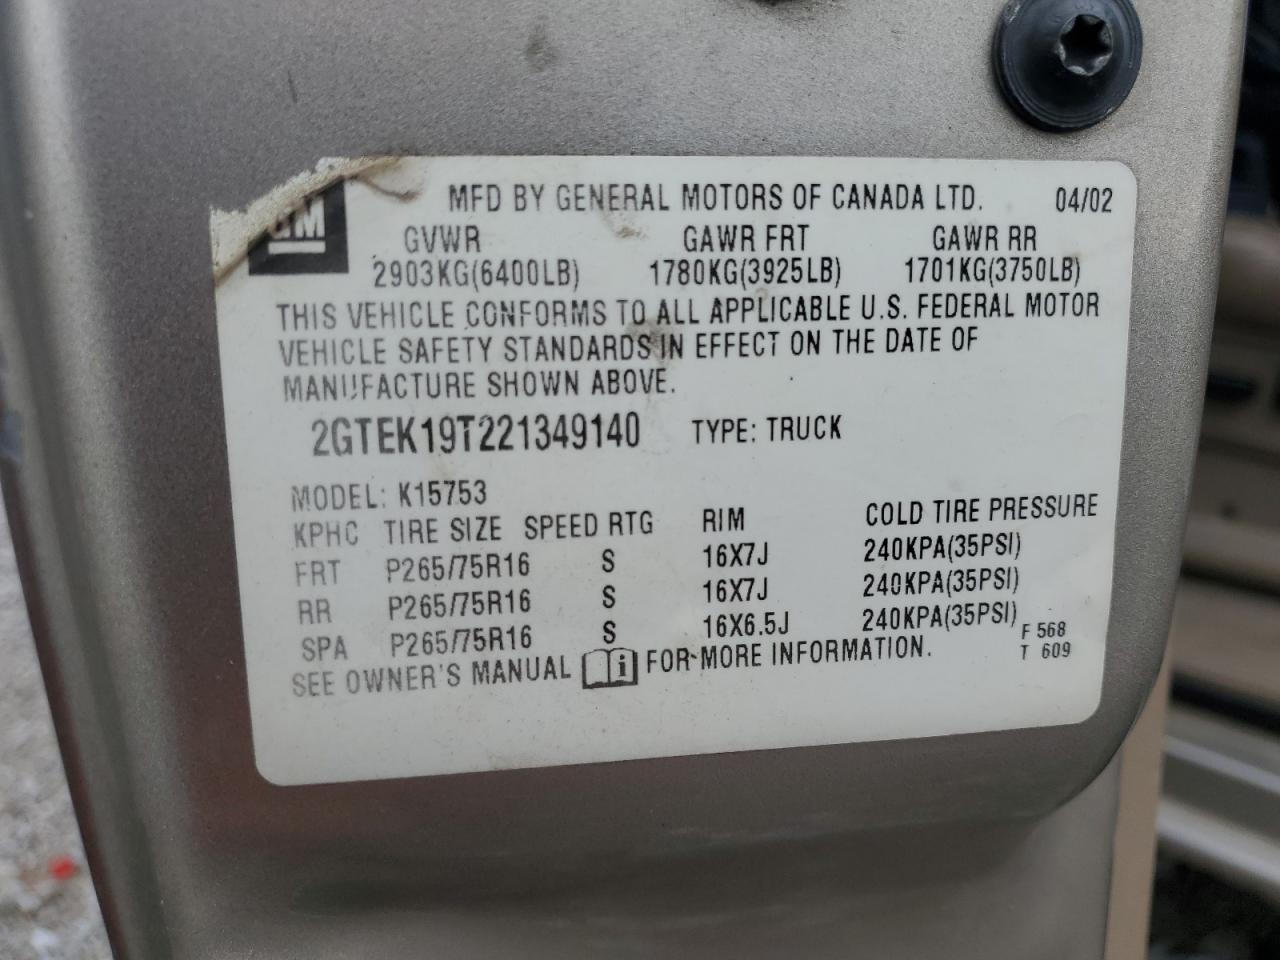 GM
MFD BY GENERAL MOTORS OF CANADA LTD. 04/02
GVWR GAWR FRT GAWR RR
2903KG(6400LB) 1780KG(3925LB) 1701KG(3750LB)
THIS VEHICLE CONFORMS TO ALL APPLICABLE U.S. FEDERAL MOTOR
VEHICLE SAFETY STANDARDS IN EFFECT ON THE DATE OF
MANUFACTURE SHOWN ABOVE.
2GTEK19T221349140 TYPE: TRUCK
MODEL: K15753
KPHC TIRE SIZE SPEED RTG RIM COLD TIRE PRESSURE
FRT P265/75R16 S 16X7J 240KPA(35PSI)
RR P265/75R16 S 16X7J 240KPA(35PSI)
SPA P265/75R16 S 16X6.5J 240KPA(35PSI)
SEE OWNER'S MANUAL i FOR MORE INFORMATION.
F 568
T 609